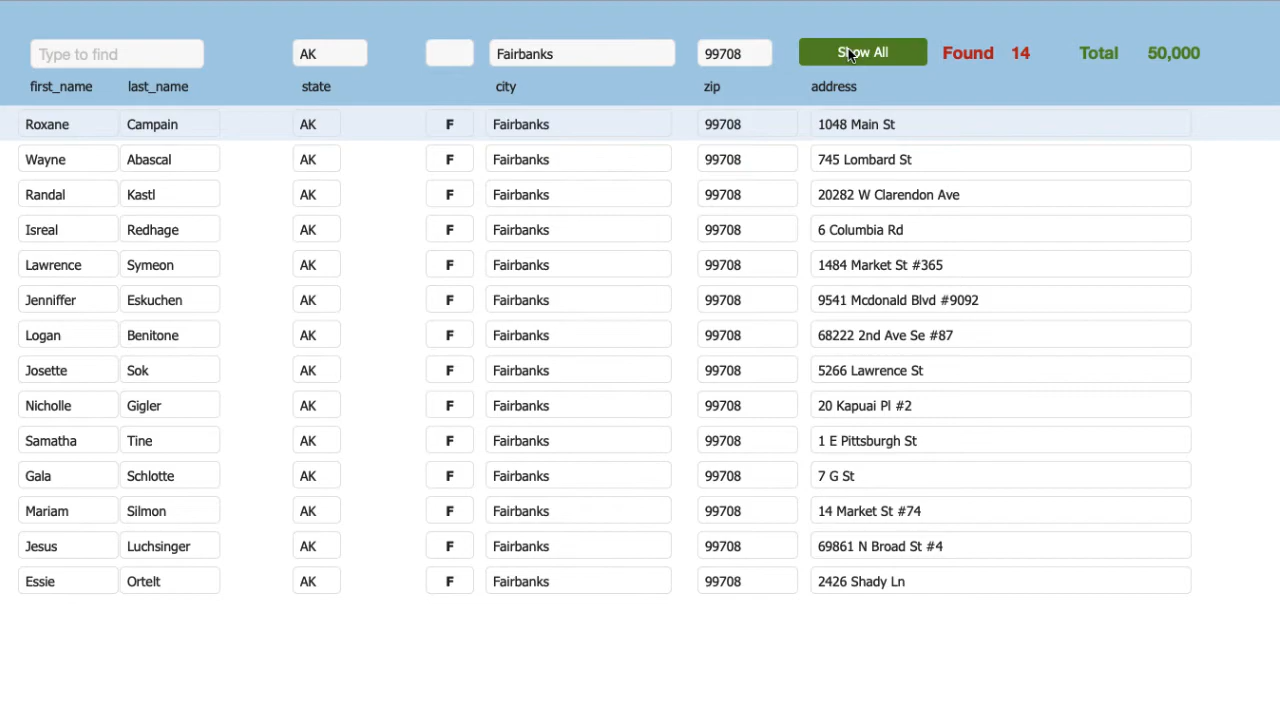 Type to find AK Fairbanks 99708 Show All Found 14 Total 50,000
first_name last_name state city zip address
Roxane Campain AK F Fairbanks 99708 1048 Main St
Wayne Abascal AK F Fairbanks 99708 745 Lombard St
Randal Kastl AK F Fairbanks 99708 20282 W Clarendon Ave
Isreal Redhage AK F Fairbanks 99708 6 Columbia Rd
Lawrence Symeon AK F Fairbanks 99708 1484 Market St #365
Jenniffer Eskuchen AK F Fairbanks 99708 9541 Mcdonald Blvd #9092
Logan Benitone AK F Fairbanks 99708 68222 2nd Ave Se #87
Josette Sok AK F Fairbanks 99708 5266 Lawrence St
Nicholle Gigler AK F Fairbanks 99708 20 Kapuai Pl #2
Samatha Tine AK F Fairbanks 99708 1 E Pittsburgh St
Gala Schlotte AK F Fairbanks 99708 7 G St
Mariam Silmon AK F Fairbanks 99708 14 Market St #74
Jesus Luchsinger AK F Fairbanks 99708 69861 N Broad St #4
Essie Ortelt AK F Fairbanks 99708 2426 Shady Ln